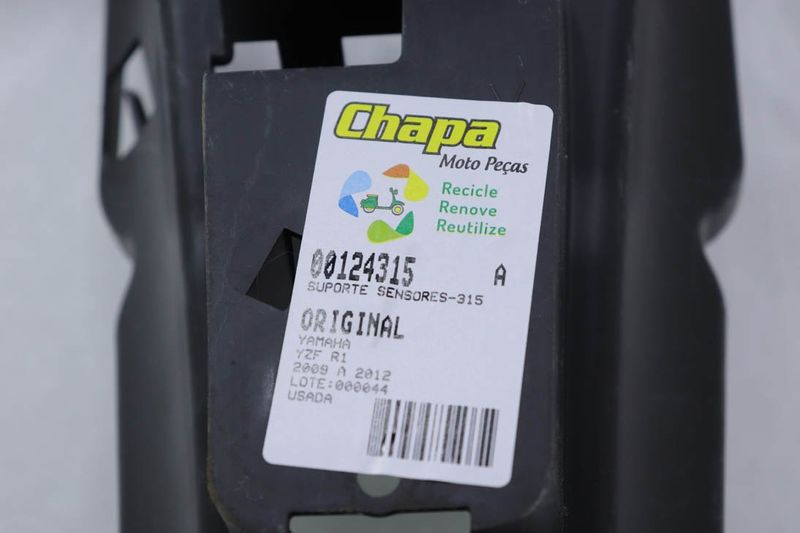 Chapa
Moto Peças
Recicle
Renove
Reutilize
00124315 A
SUPORTE SENSORES-315
ORIGINAL
YAMAHA
YZF R1
2009 A 2012
LOTE:000044
USADA